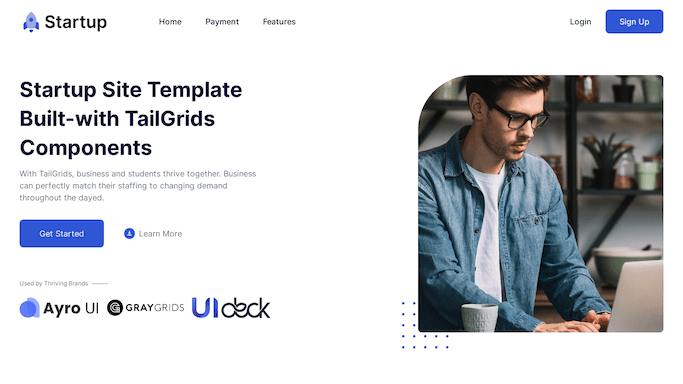 Startup
Home Payment Features
Login Sign Up
Startup Site Template
Built-with TailGrids
Components
With TailGrids, business and students thrive together. Business
can perfectly match their staffing to changing demand
throughout the dayed.
Get Started Learn More
Used by Thriving Brands
Ayro UI GRAYGRIDS UIdeck